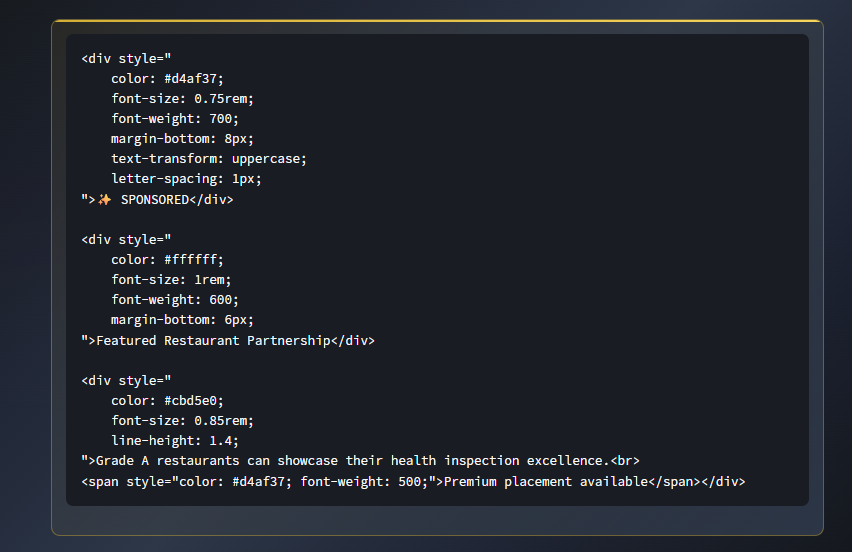 <div style="
color: #d4af37;
font-size: 0.75rem;
font-weight: 700;
margin-bottom: 8px;
text-transform: uppercase;
letter-spacing: 1px;
">✨ SPONSORED</div>
<div style="
color: #ffffff;
font-size: 1rem;
font-weight: 600;
margin-bottom: 6px;
">Featured Restaurant Partnership</div>
<div style="
color: #cbd5e0;
font-size: 0.85rem;
line-height: 1.4;
">Grade A restaurants can showcase their health inspection excellence.<br>
<span style="color: #d4af37; font-weight: 500;">Premium placement available</span></div>